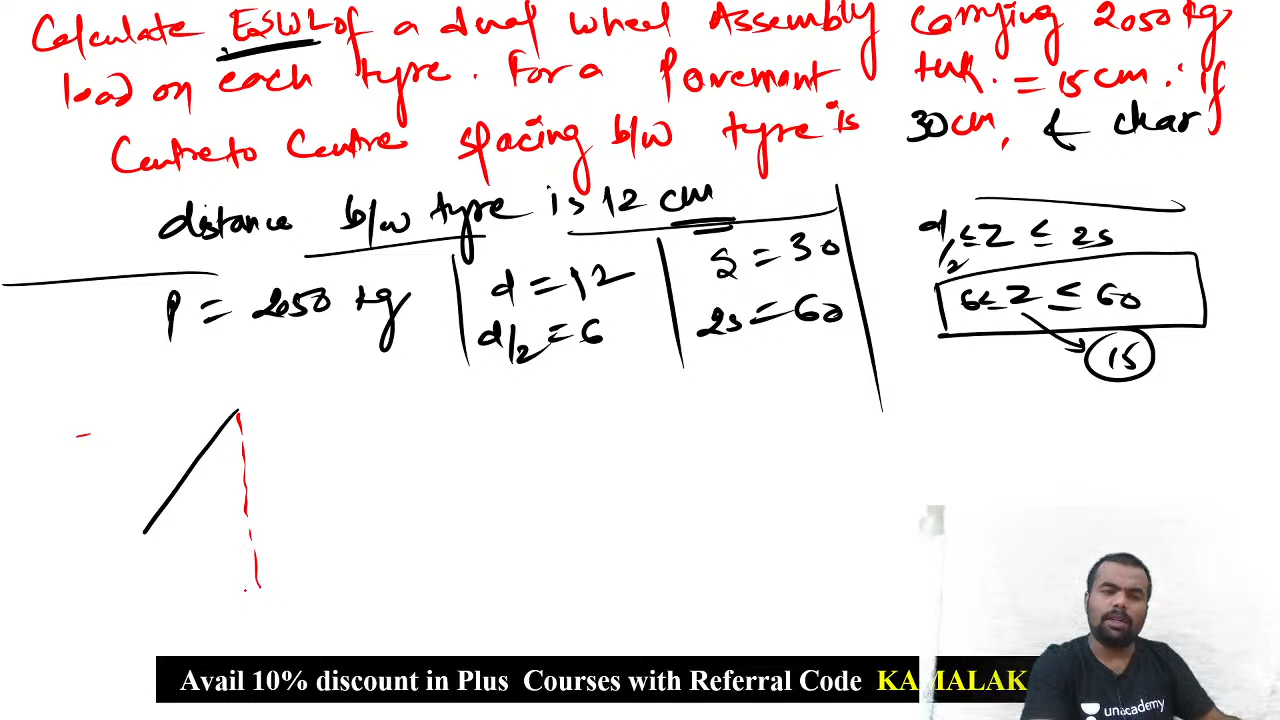 Calculate ESWL of a dual wheel Assembly carrying 2050 kg
load on each tyre. For a Pavement thk. = 15 cm. if
Centre to Centre spacing b/w tyre is 30cm, & clear
distance b/w tyre is 12 cm
P = 2050 kg
d = 12
d/2 = 6
S = 30
2s = 60
d/2 ≤ Z ≤ 2s
6 ≤ Z ≤ 60
15
Avail 10% discount in Plus Courses with Referral Code KAMALAK
unacademy